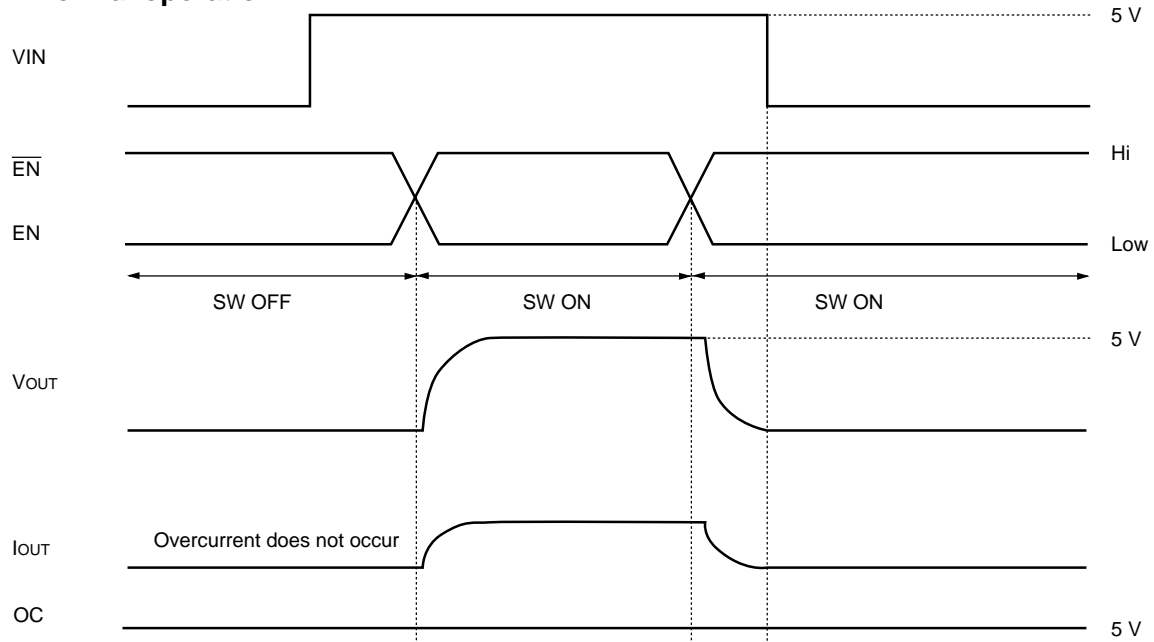 5 V
VIN
EN
Hi
EN
Low
SW OFF
SW ON
SW ON
5 V
VOUT
Overcurrent does not occur
IOUT
OC
5 V